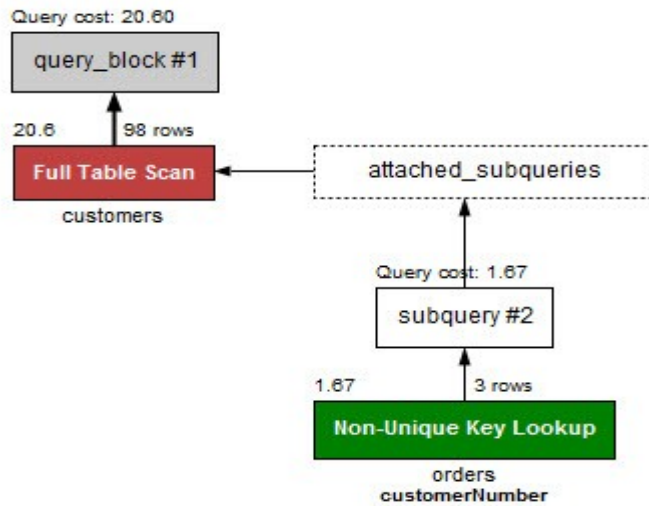 Query cost: 20.60
query_block #1
20.6 98 rows
Full Table Scan
customers
attached_subqueries
Query cost: 1.67
subquery #2
1.67 3 rows
Non-Unique Key Lookup
orders
customerNumber